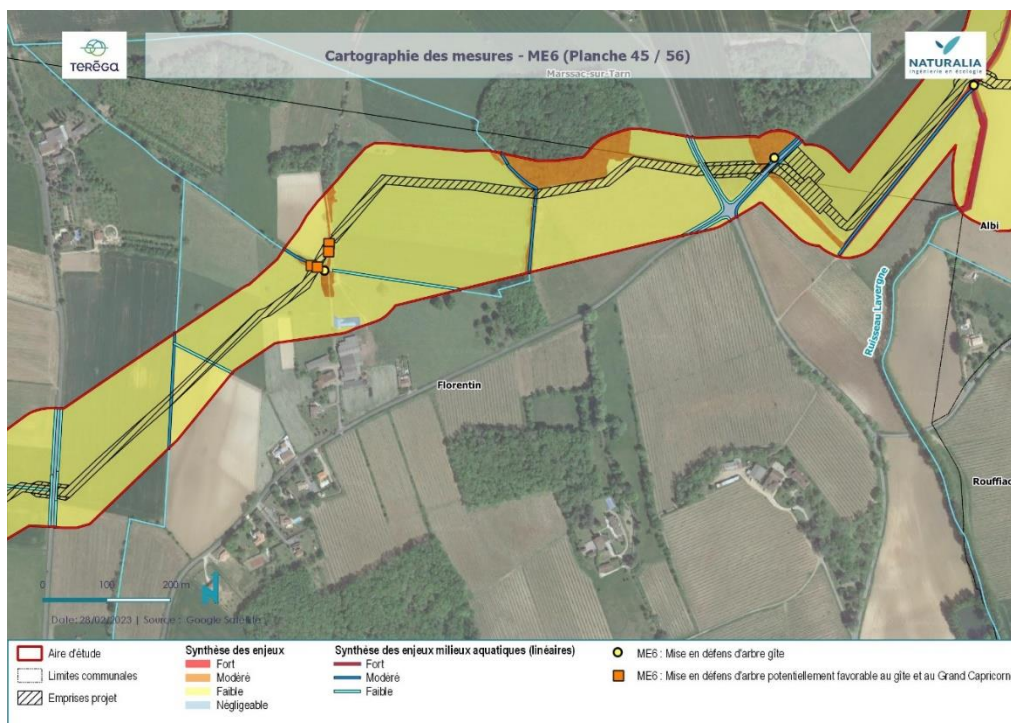 TERÉGA
Cartographie des mesures - ME6 (Planche 45 / 56)
NATURALIA
ingénierie en écologie
Marssac-sur-Tarn
Albi
Ruisseau Lavergne
Florentin
Rouffiac
0 100 200 m
Date: 28/02/2023 | Source : Google Satellite
Aire d'étude
Limites communales
Emprises projet
Synthèse des enjeux
Fort
Modéré
Faible
Négligeable
Synthèse des enjeux milieux aquatiques (linéaires)
Fort
Modéré
Faible
ME6 : Mise en défens d'arbre gîte
ME6 : Mise en défens d'arbre potentiellement favorable au gîte et au Grand Capricorn